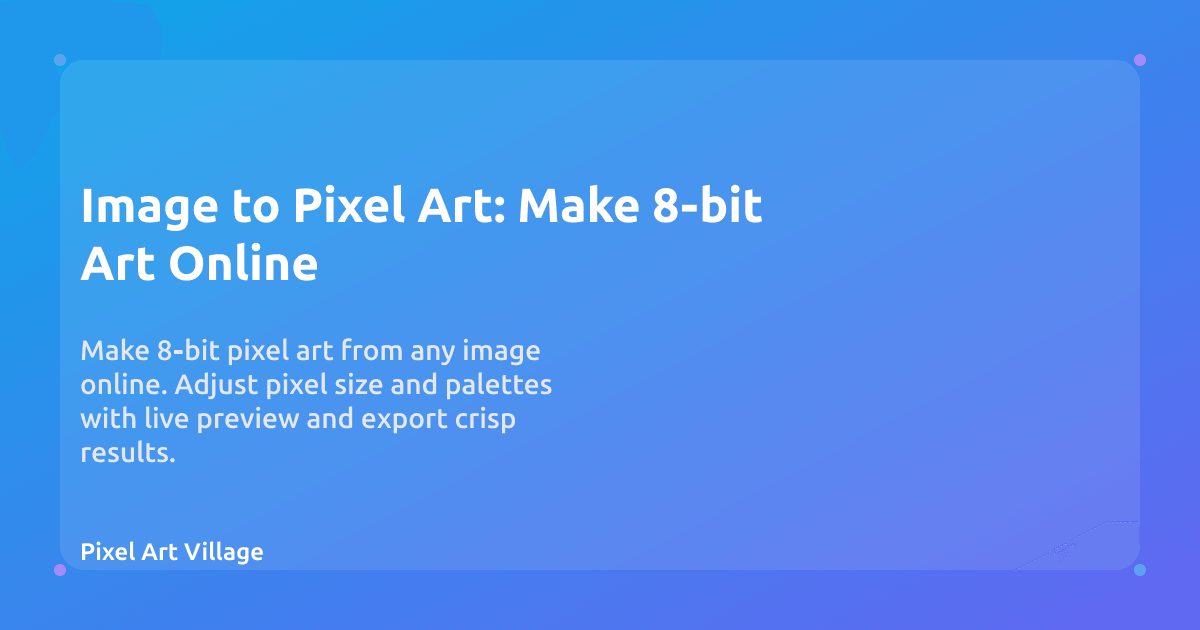 Image to Pixel Art: Make 8-bit
Art Online
Make 8-bit pixel art from any image
online. Adjust pixel size and palettes
with live preview and export crisp
results.
Pixel Art Village